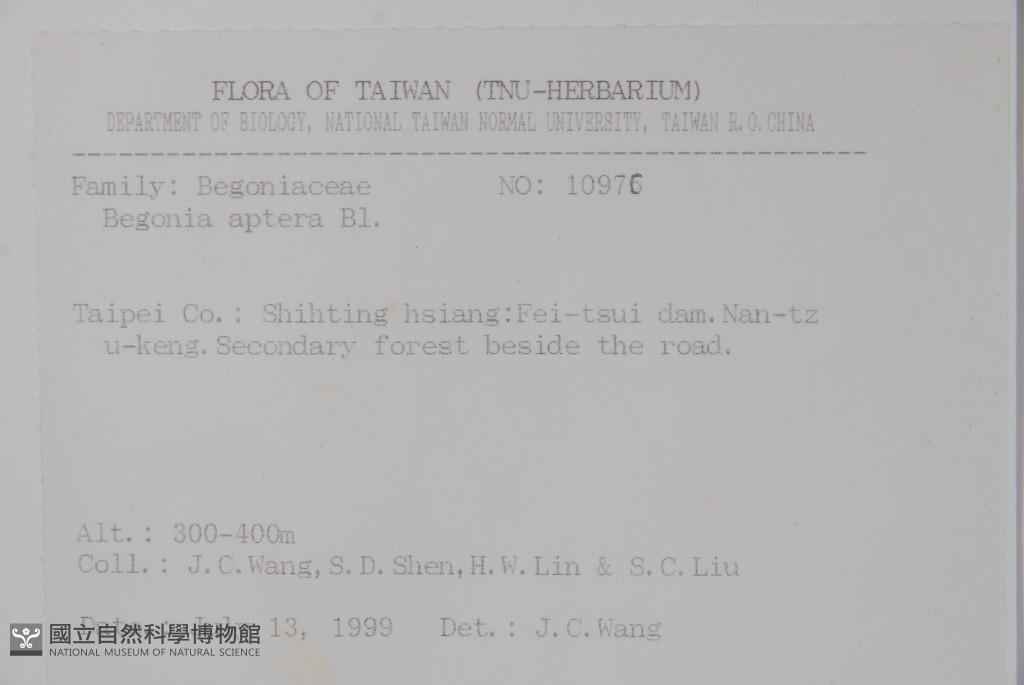 FLORA OF TAIWAN (TNU-HERBARIUM)
DEPARTMENT OF BIOLOGY, NATIONAL TAIWAN NORMAL UNIVERSITY, TAIWAN R.O.CHINA
Family: Begoniaceae NO: 10976
Begonia aptera Bl.
Taipei Co.: Shihting hsiang:Fei-tsui dam.Nan-tz
u-keng.Secondary forest beside the road.
Alt.: 300-400m
Coll.: J.C.Wang,S.D.Shen,H.W.Lin & S.C.Liu
Date.: July 13, 1999 Det.: J.C.Wang
國立自然科學博物館
NATIONAL MUSEUM OF NATURAL SCIENCE